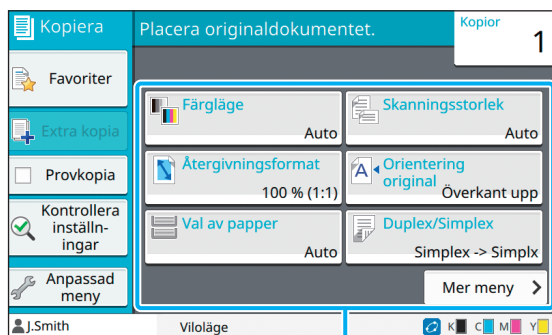 Kopiera
Placera originaldokumentet.
Kopior
1
Favoriter
Extra kopia
Provkopia
Kontrollera
inställn-
ingar
Anpassad
meny
Färgläge
Auto
Skanningsstorlek
Auto
Återgivningsformat
100 % (1:1)
Orientering
original
Överkant upp
Val av papper
Auto
Duplex/Simplex
Simplex -> Simplx
Mer meny
J.Smith
Viloläge
K C M Y